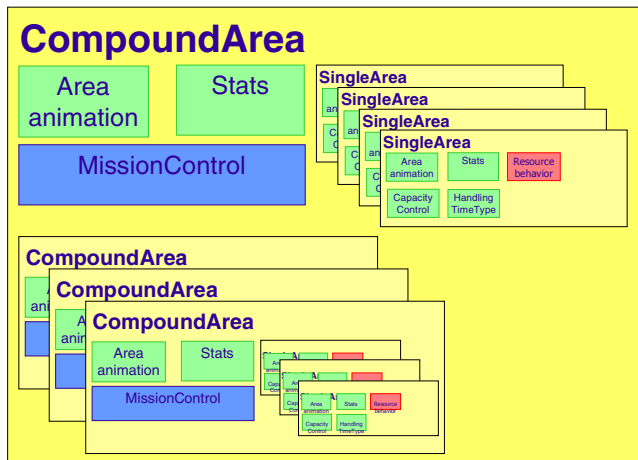 CompoundArea
Area
animation
Stats
MissionControl
SingleArea
SingleArea
SingleArea
SingleArea
Area
animation
Stats
Resource
behavior
Capacity
Control
Handling
TimeType
CompoundArea
CompoundArea
CompoundArea
Area
animation
Stats
MissionControl
Area
animation
Stats
Resource
behavior
Capacity
Control
Handling
TimeType